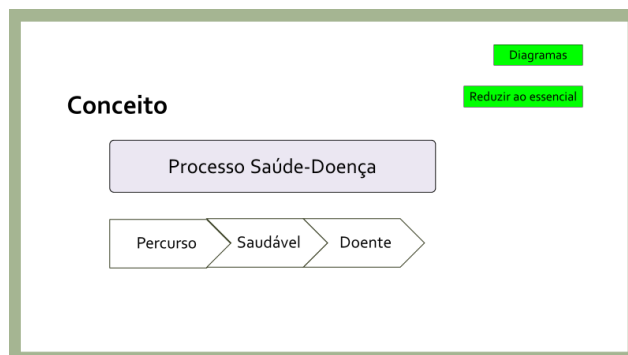 Diagramas
Reduzir ao essencial
Conceito
Processo Saúde-Doença
Percurso
Saudável
Doente